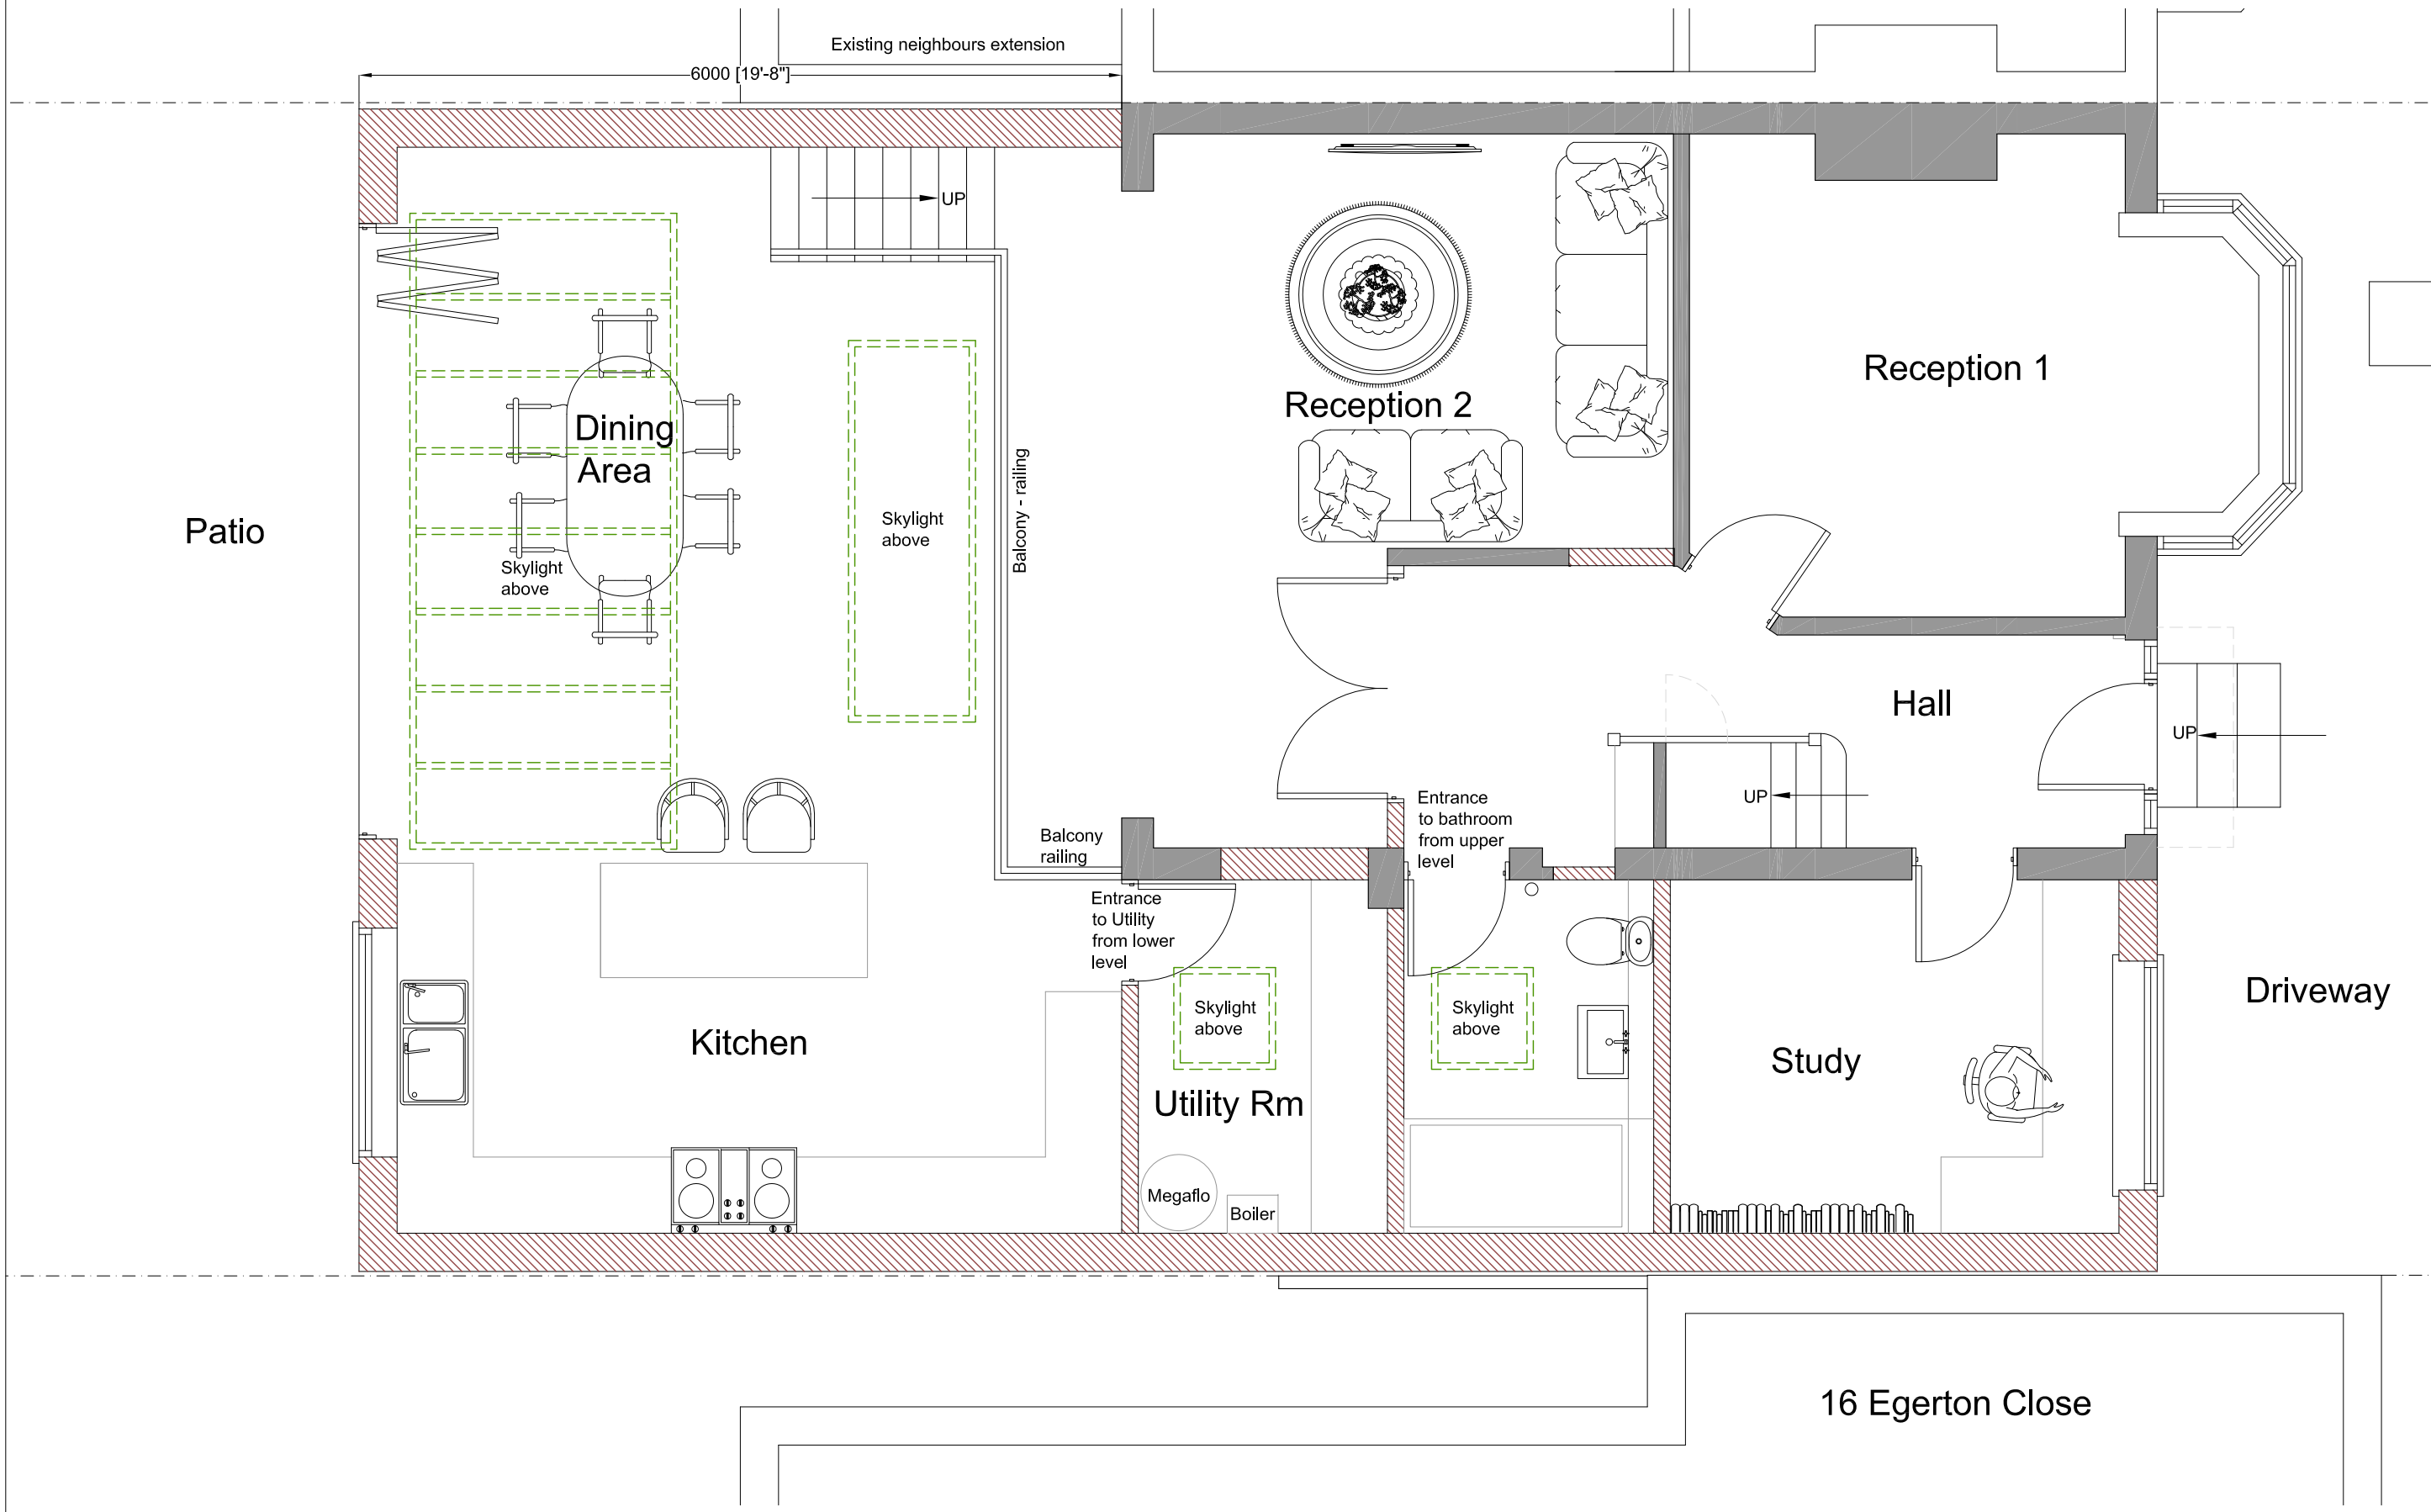 Existing neighbours extension
6000 [19'-8"]
UP
Reception 1
Reception 2
Dining
Area
Balcony - railing
Skylight
above
Patio
Skylight
above
Hall
UP
UP
Entrance
to bathroom
from upper
level
Balcony
railing
Entrance
to Utility
from lower
level
Driveway
Skylight
above
Skylight
above
Kitchen
Study
Utility Rm
Megaflo
Boiler
16 Egerton Close